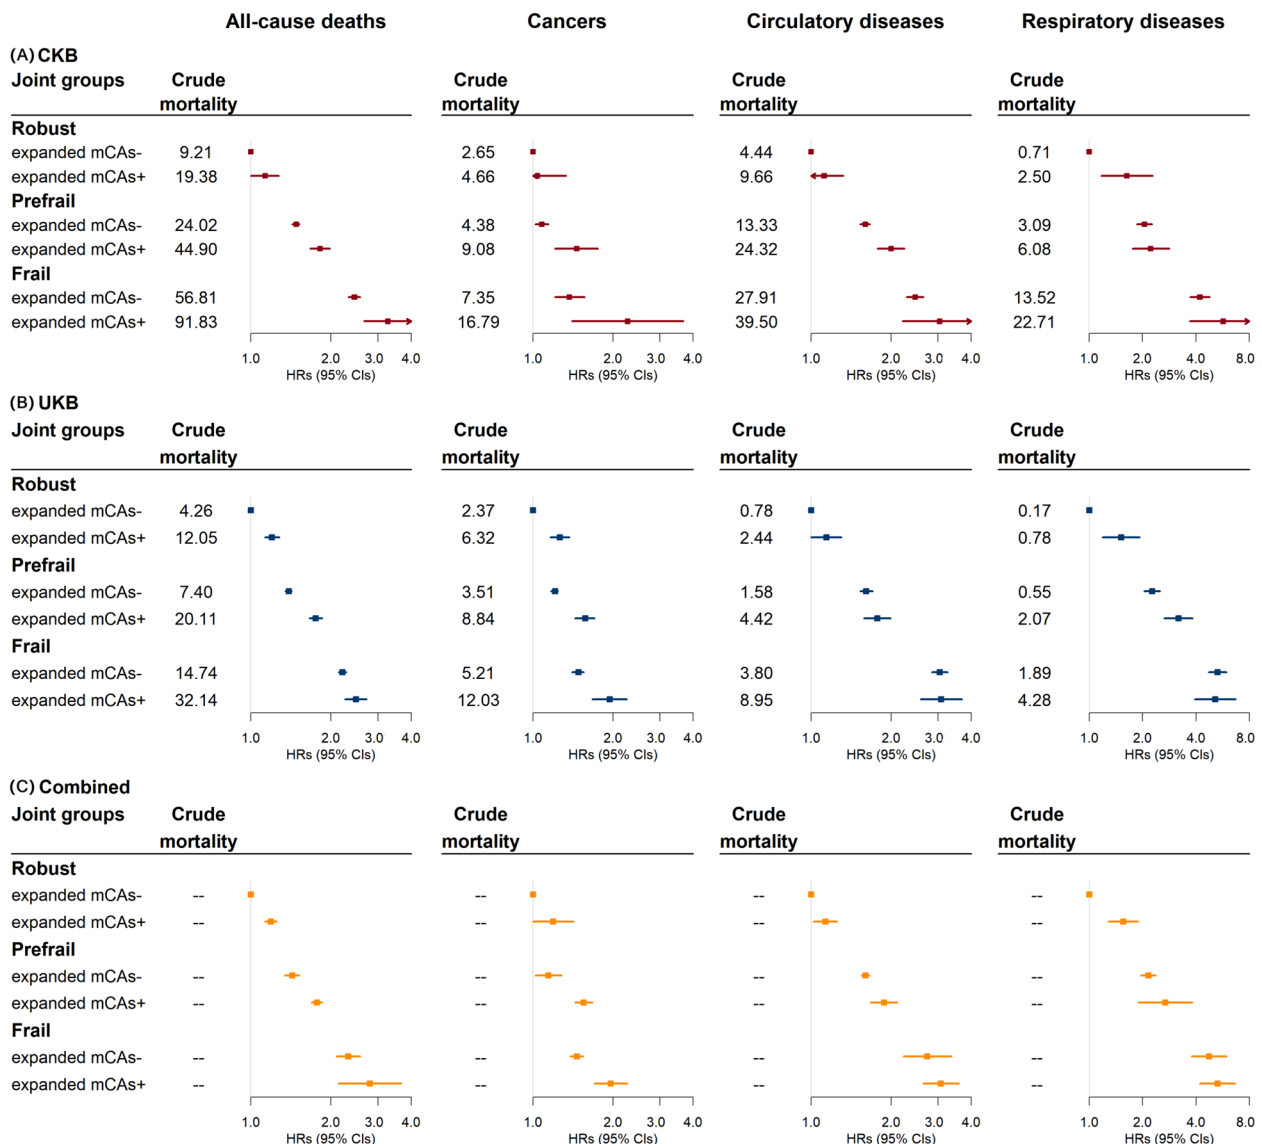 All-cause deaths Cancers Circulatory diseases Respiratory diseases
(A) CKB
Joint groups Crude Crude Crude Crude
mortality mortality mortality mortality
Robust
expanded mCAs- 9.21 2.65 4.44 0.71
expanded mCAs+ 19.38 4.66 9.66 2.50
Prefrail
expanded mCAs- 24.02 4.38 13.33 3.09
expanded mCAs+ 44.90 9.08 24.32 6.08
Frail
expanded mCAs- 56.81 7.35 27.91 13.52
expanded mCAs+ 91.83 16.79 39.50 22.71
1.0 2.0 3.0 4.0 1.0 2.0 3.0 4.0 1.0 2.0 3.0 4.0 1.0 2.0 4.0 8.0
HRs (95% CIs) HRs (95% CIs) HRs (95% CIs) HRs (95% CIs)
(B) UKB
Joint groups Crude Crude Crude Crude
mortality mortality mortality mortality
Robust
expanded mCAs- 4.26 2.37 0.78 0.17
expanded mCAs+ 12.05 6.32 2.44 0.78
Prefrail
expanded mCAs- 7.40 3.51 1.58 0.55
expanded mCAs+ 20.11 8.84 4.42 2.07
Frail
expanded mCAs- 14.74 5.21 3.80 1.89
expanded mCAs+ 32.14 12.03 8.95 4.28
1.0 2.0 3.0 4.0 1.0 2.0 3.0 4.0 1.0 2.0 3.0 4.0 1.0 2.0 4.0 8.0
HRs (95% CIs) HRs (95% CIs) HRs (95% CIs) HRs (95% CIs)
(C) Combined
Joint groups Crude Crude Crude Crude
mortality mortality mortality mortality
Robust
expanded mCAs- -- -- -- --
expanded mCAs+ -- -- -- --
Prefrail
expanded mCAs- -- -- -- --
expanded mCAs+ -- -- -- --
Frail
expanded mCAs- -- -- -- --
expanded mCAs+ -- -- -- --
1.0 2.0 3.0 4.0 1.0 2.0 3.0 4.0 1.0 2.0 3.0 4.0 1.0 2.0 4.0 8.0
HRs (95% CIs) HRs (95% CIs) HRs (95% CIs) HRs (95% CIs)